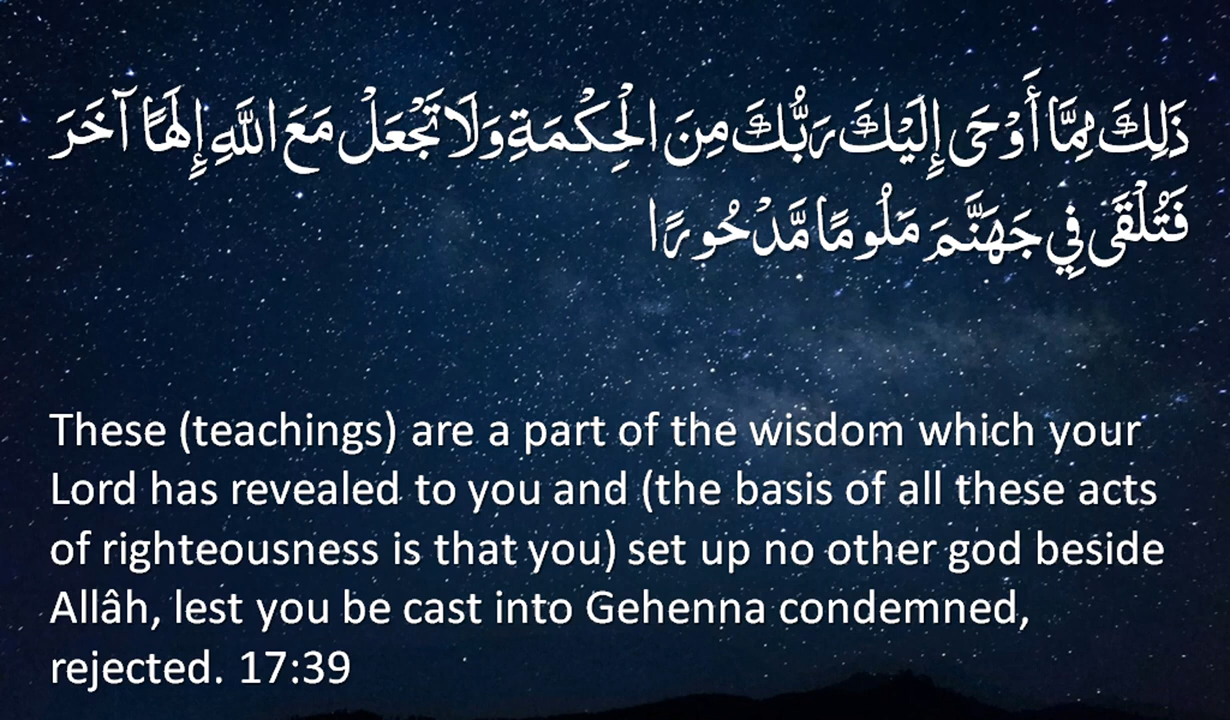 ذَلِكَ مِمَّا أَوْحَى إِلَيْكَ رَبُّكَ مِنَ الْحِكْمَةِ وَلَا تَجْعَلْ مَعَ اللَّهِ إِلَهًا آخَرَ
فَتُلْقَى فِي جَهَنَّمَ مَلُومًا مَّدْحُورًا
These (teachings) are a part of the wisdom which your
Lord has revealed to you and (the basis of all these acts
of righteousness is that you) set up no other god beside
Allâh, lest you be cast into Gehenna condemned,
rejected. 17:39